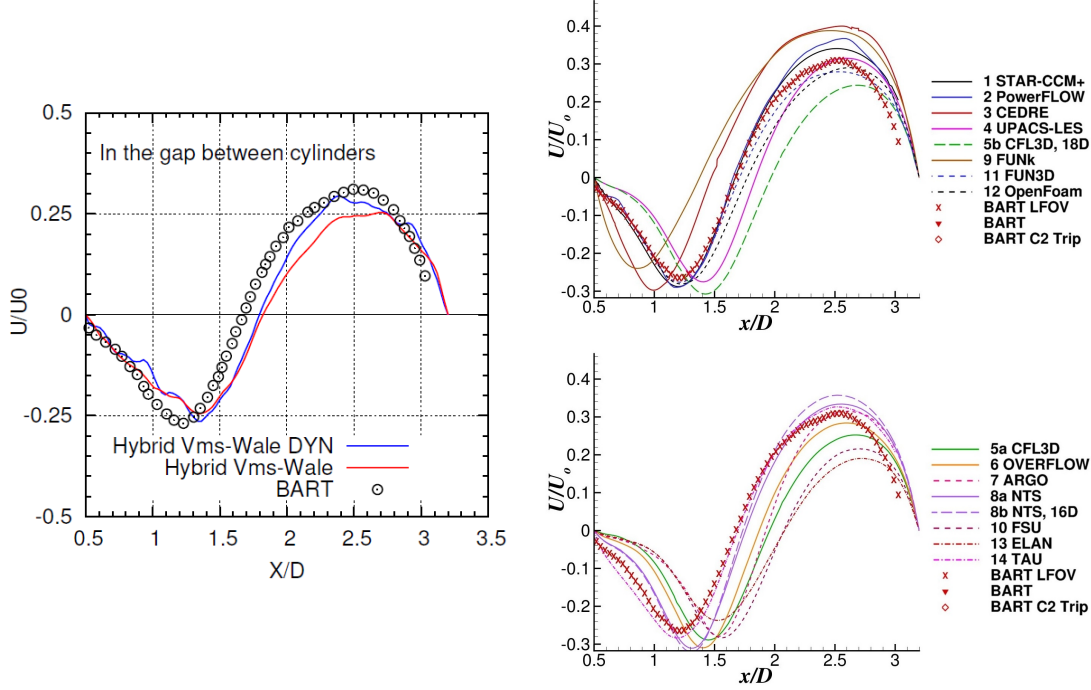 0.5
In the gap between cylinders
0.25
U/U0
0
-0.25
Hybrid Vms-Wale DYN
Hybrid Vms-Wale
BART
-0.5
0.5 1 1.5 2 2.5 3 3.5
X/D
0.4
0.3
0.2
0.1
0
-0.1
-0.2
-0.3
U/Uo
0.5 1 1.5 2 2.5 3
x/D
1 STAR-CCM+
2 PowerFLOW
3 CEDRE
4 UPACS-LES
5b CFL3D, 18D
9 FUNk
11 FUN3D
12 OpenFoam
BART LFOV
BART
BART C2 Trip
0.4
0.3
0.2
0.1
0
-0.1
-0.2
-0.3
U/Uo
0.5 1 1.5 2 2.5 3
x/D
5a CFL3D
6 OVERFLOW
7 ARGO
8a NTS
8b NTS, 16D
10 FSU
13 ELAN
14 TAU
BART LFOV
BART
BART C2 Trip